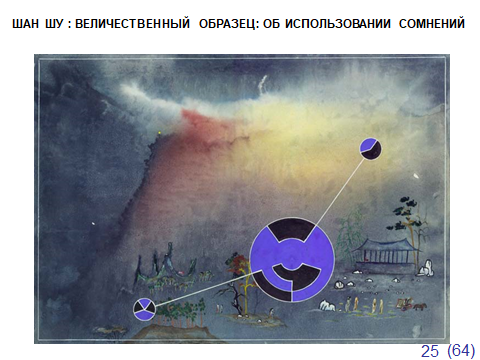 ШАН ШУ : ВЕЛИЧЕСТВЕННЫЙ ОБРАЗЕЦ: ОБ ИСПОЛЬЗОВАНИИ СОМНЕНИЙ
25 (64)